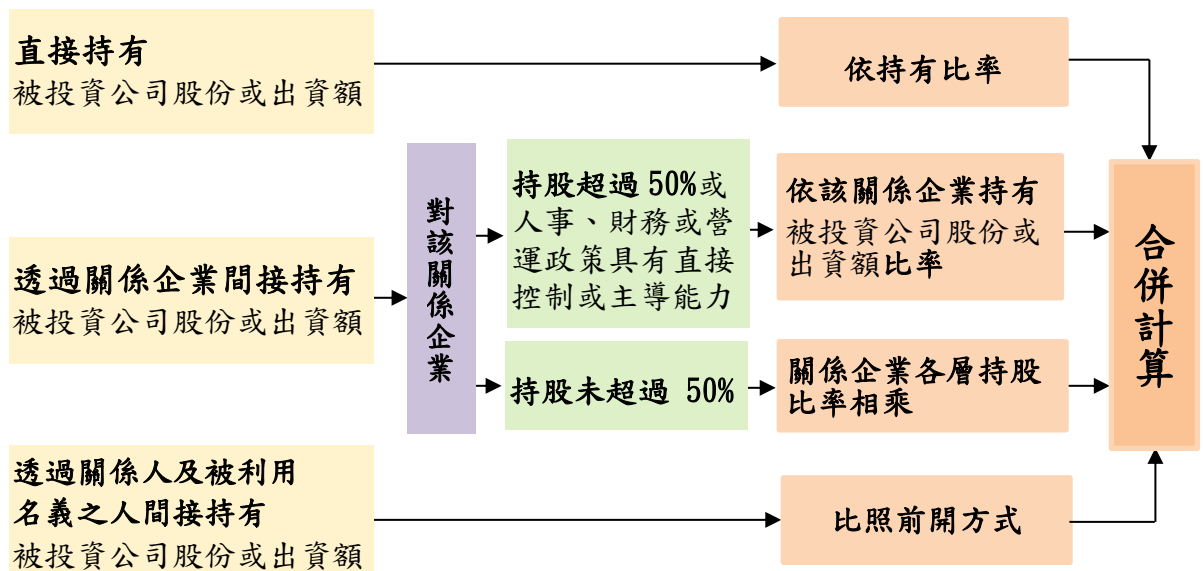 直接持有
被投資公司股份或出資額
依持有比率
透過關係企業間接持有
被投資公司股份或出資額
對該關係企業
持股超過 50%或
人事、財務或營
運政策具有直接
控制或主導能力
依該關係企業持有
被投資公司股份或
出資額比率
持股未超過 50%
關係企業各層持股
比率相乘
合併計算
透過關係人及被利用
名義之人間接持有
被投資公司股份或出資額
比照前開方式